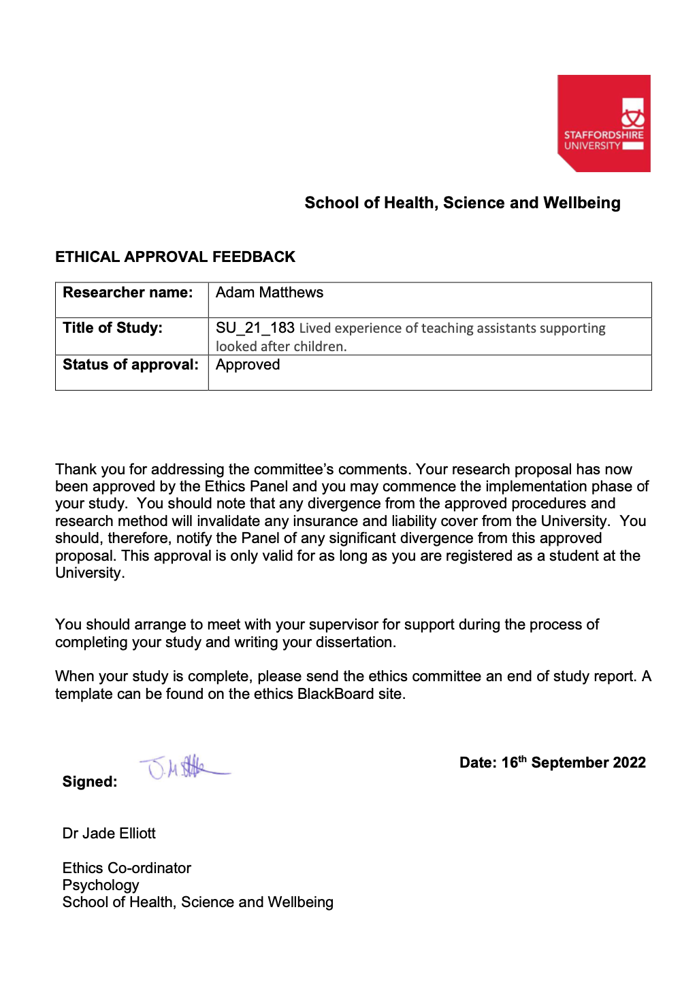 STAFFORDSHIRE
UNIVERSITY
School of Health, Science and Wellbeing
ETHICAL APPROVAL FEEDBACK
Researcher name: Adam Matthews
Title of Study: SU_21_183 Lived experience of teaching assistants supporting
looked after children.
Status of approval: Approved
Thank you for addressing the committee’s comments. Your research proposal has now
been approved by the Ethics Panel and you may commence the implementation phase of
your study.  You should note that any divergence from the approved procedures and
research method will invalidate any insurance and liability cover from the University.  You
should, therefore, notify the Panel of any significant divergence from this approved
proposal. This approval is only valid for as long as you are registered as a student at the
University.
You should arrange to meet with your supervisor for support during the process of
completing your study and writing your dissertation.
When your study is complete, please send the ethics committee an end of study report. A
template can be found on the ethics BlackBoard site.
Date: 16th September 2022
Signed:
Dr Jade Elliott
Ethics Co-ordinator
Psychology
School of Health, Science and Wellbeing